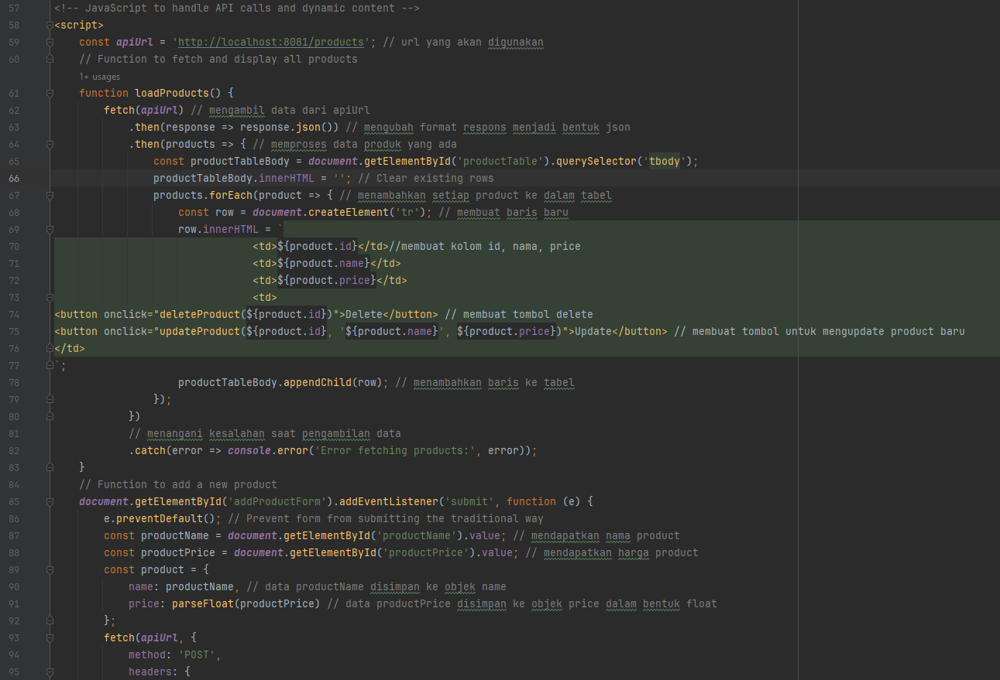 57 <!-- JavaScript to handle API calls and dynamic content -->
58 <script>
59 const apiUrl = 'http://localhost:8081/products'; // url yang akan digunakan
60 // Function to fetch and display all products
1+ usages
61 function loadProducts() {
62 fetch(apiUrl) // mengambil data dari apiUrl
63 .then(response => response.json()) // mengubah format respons menjadi bentuk json
64 .then(products => { // memproses data produk yang ada
65 const productTableBody = document.getElementById('productTable').querySelector('tbody');
66 productTableBody.innerHTML = ''; // Clear existing rows
67 products.forEach(product => { // menambahkan setiap product ke dalam tabel
68 const row = document.createElement('tr'); // membuat baris baru
69 row.innerHTML = `
70 <td>${product.id}</td>//membuat kolom id, nama, price
71 <td>${product.name}</td>
72 <td>${product.price}</td>
73 <td>
74 <button onclick="deleteProduct(${product.id})">Delete</button> // membuat tombol delete
75 <button onclick="updateProduct(${product.id}, '${product.name}', ${product.price})">Update</button> // membuat tombol untuk mengupdate product baru
76 </td>
77 `;
78 productTableBody.appendChild(row); // menambahkan baris ke tabel
79 });
80 })
81 // menangani kesalahan saat pengambilan data
82 .catch(error => console.error('Error fetching products:', error));
83 }
84 // Function to add a new product
85 document.getElementById('addProductForm').addEventListener('submit', function (e) {
86 e.preventDefault(); // Prevent form from submitting the traditional way
87 const productName = document.getElementById('productName').value; // mendapatkan nama product
88 const productPrice = document.getElementById('productPrice').value; // mendapatkan harga product
89 const product = {
90 name: productName, // data productName disimpan ke objek name
91 price: parseFloat(productPrice) // data productPrice disimpan ke objek price dalam bentuk float
92 };
93 fetch(apiUrl, {
94 method: 'POST',
95 headers: {